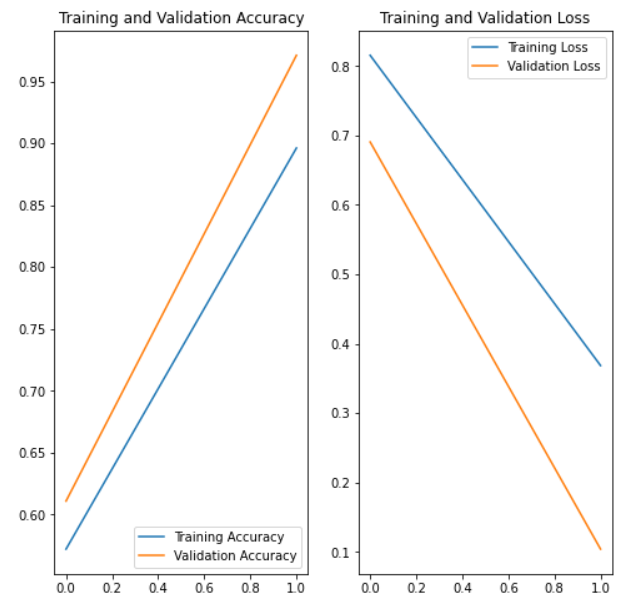 Training and Validation Accuracy
0.95
0.90
0.85
0.80
0.75
0.70
0.65
0.60
Training Accuracy
Validation Accuracy
0.0 0.2 0.4 0.6 0.8 1.0
Training and Validation Loss
Training Loss
Validation Loss
0.8
0.7
0.6
0.5
0.4
0.3
0.2
0.1
0.0 0.2 0.4 0.6 0.8 1.0